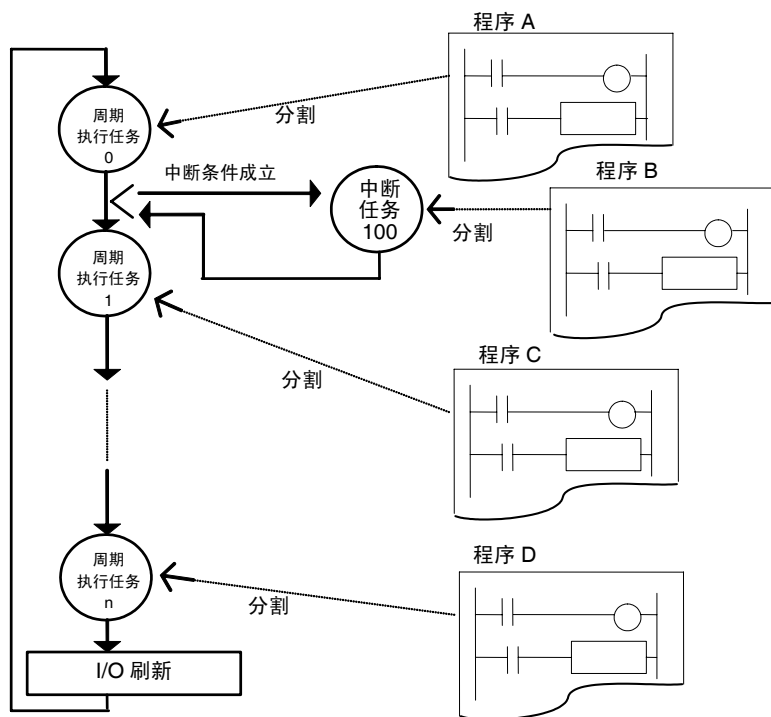 程序 A
周期
执行任务
0
分割
中断条件成立
程序 B
中断
任务
100
分割
周期
执行任务
1
程序 C
分割
程序 D
周期
执行任务
n
分割
I/O 刷新